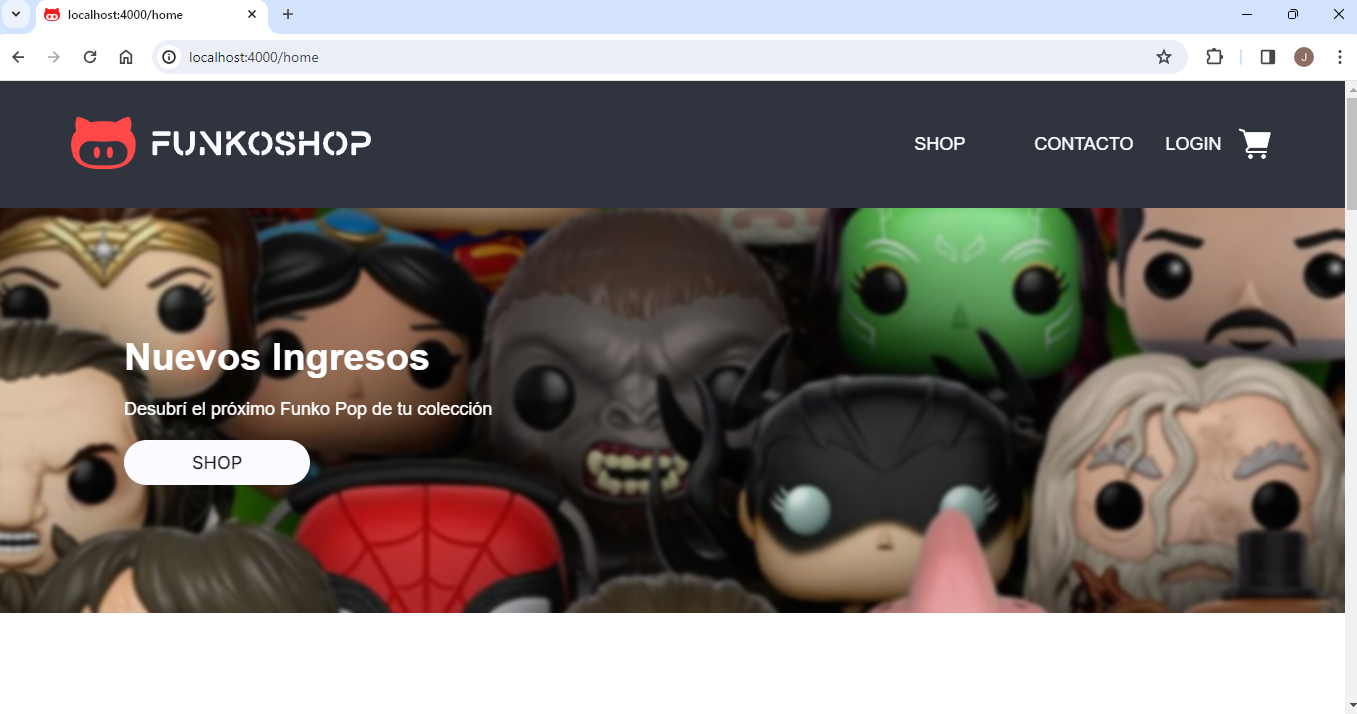 localhost:4000/home
localhost:4000/home
J
FUNKOSHOP
SHOP
CONTACTO
LOGIN
Nuevos Ingresos
Desubrí el próximo Funko Pop de tu colección
SHOP